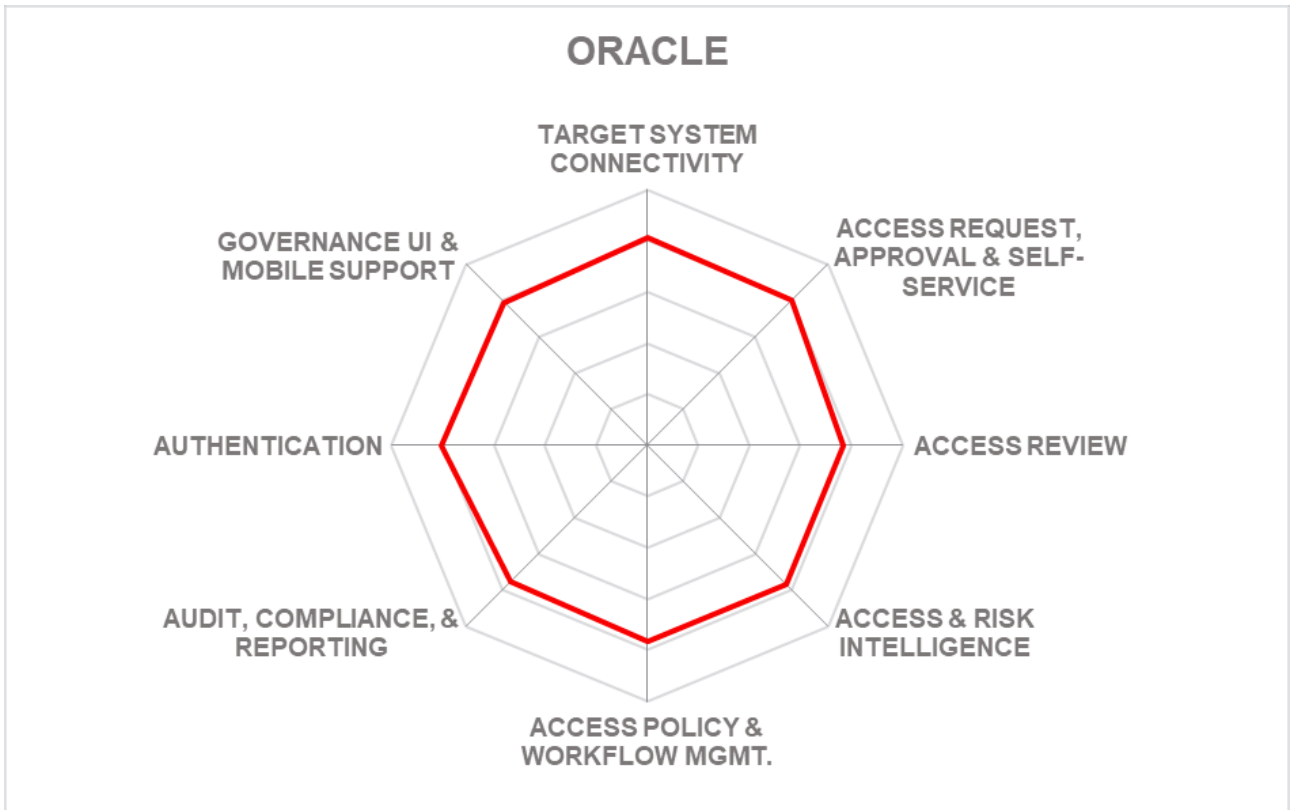 ORACLE
TARGET SYSTEM
CONNECTIVITY
ACCESS REQUEST,
APPROVAL & SELF-
SERVICE
GOVERNANCE UI &
MOBILE SUPPORT
AUTHENTICATION
ACCESS REVIEW
AUDIT, COMPLIANCE, &
REPORTING
ACCESS & RISK
INTELLIGENCE
ACCESS POLICY &
WORKFLOW MGMT.